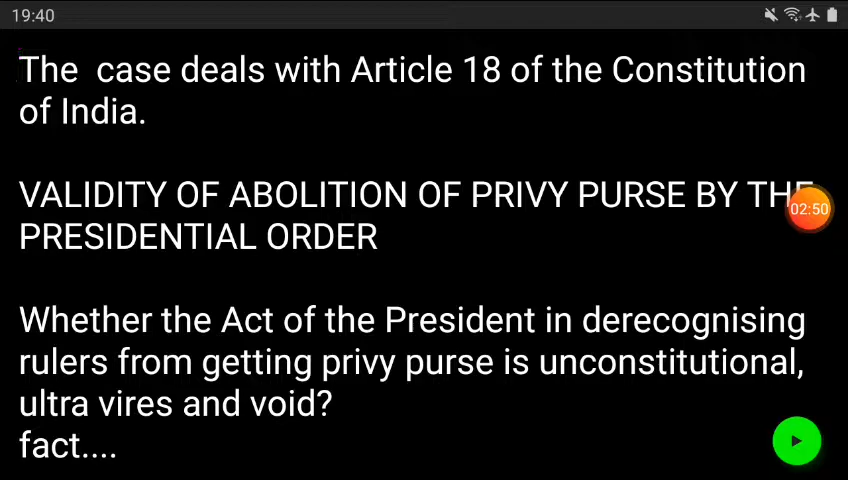 19:40
The case deals with Article 18 of the Constitution
of India.
VALIDITY OF ABOLITION OF PRIVY PURSE BY THE
02:50
PRESIDENTIAL ORDER
Whether the Act of the President in derecognising
rulers from getting privy purse is unconstitutional,
ultra vires and void?
fact....